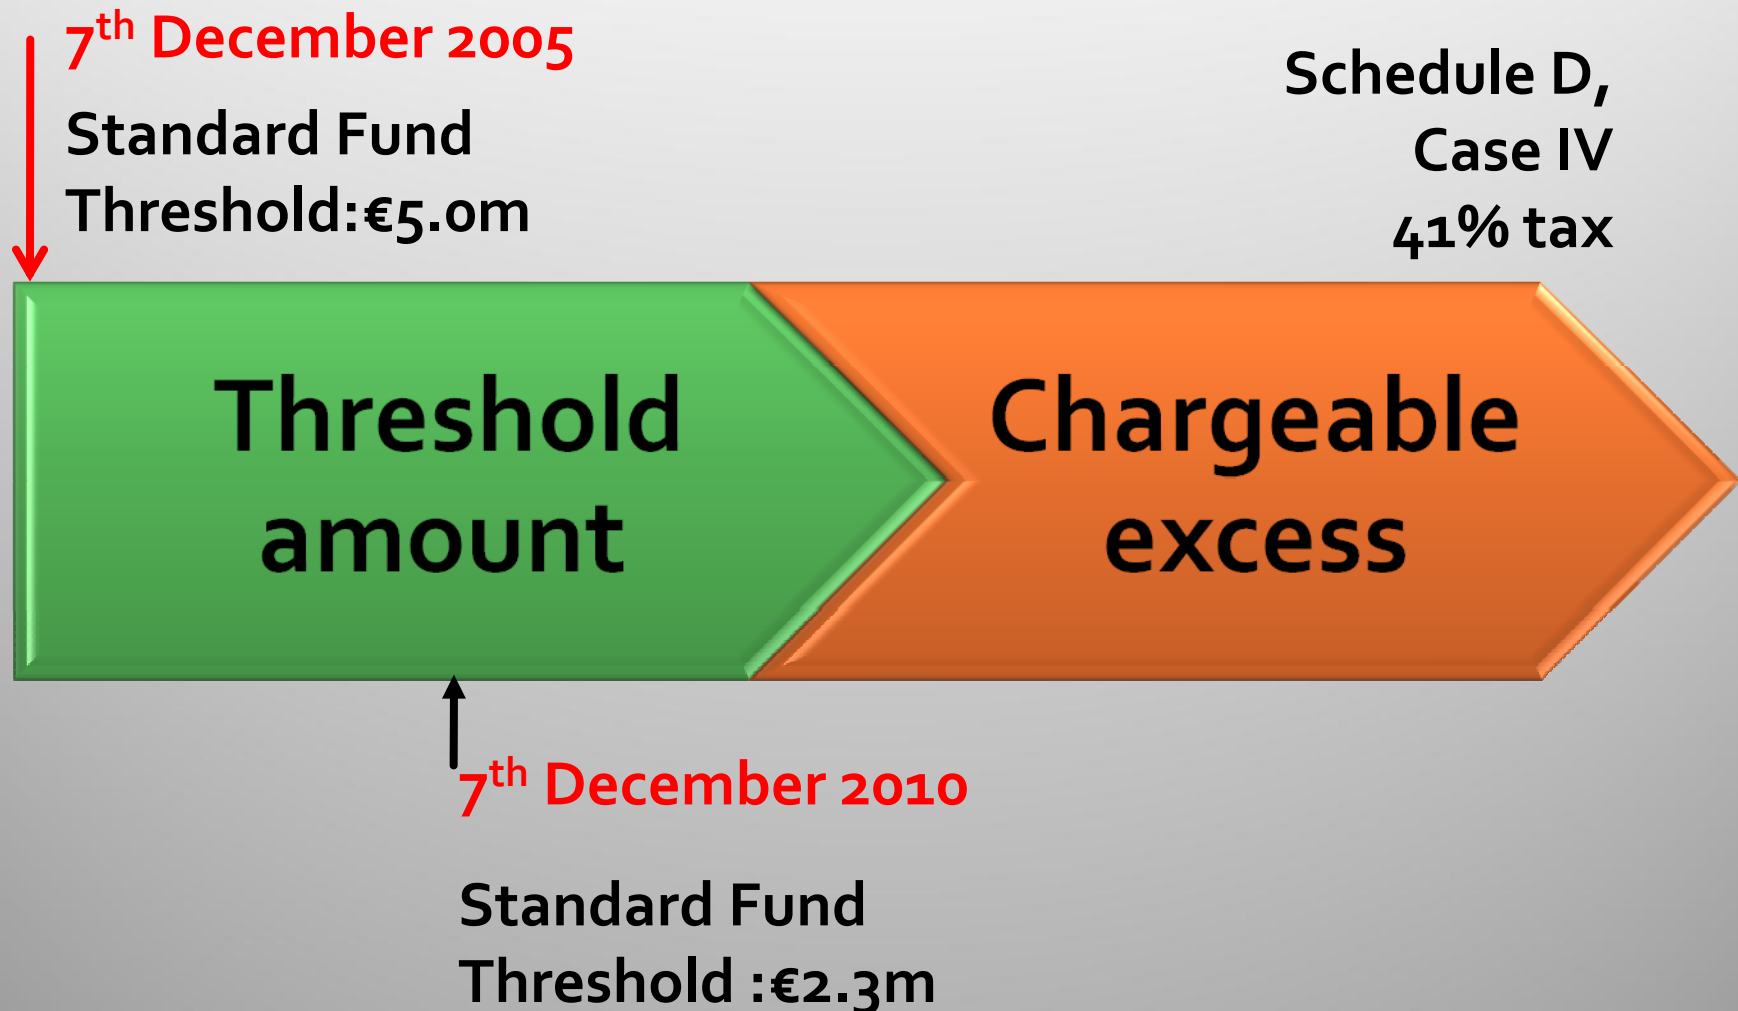 7th December 2005
Standard Fund
Threshold:€5.0m
Schedule D,
Case IV
41% tax
Threshold
amount
Chargeable
excess
7th December 2010
Standard Fund
Threshold :€2.3m